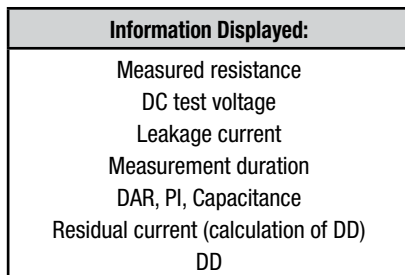 Information Displayed:
Measured resistance
DC test voltage
Leakage current
Measurement duration
DAR, PI, Capacitance
Residual current (calculation of DD)
DD